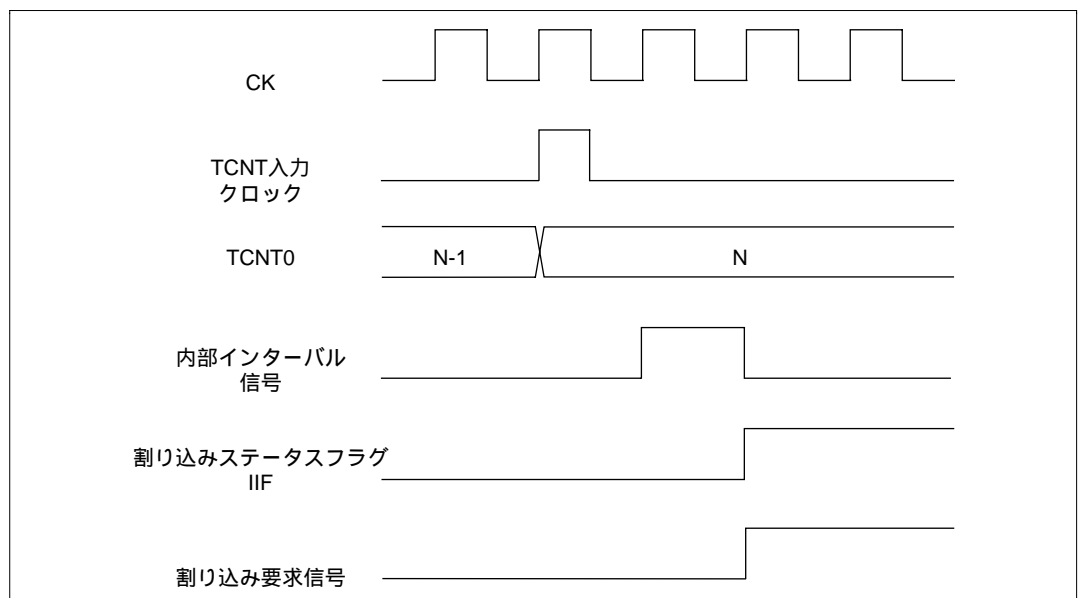 CK
TCNT入力
クロック
TCNT0
N-1
N
内部インターバル
信号
割り込みステータスフラグ
IIF
割り込み要求信号